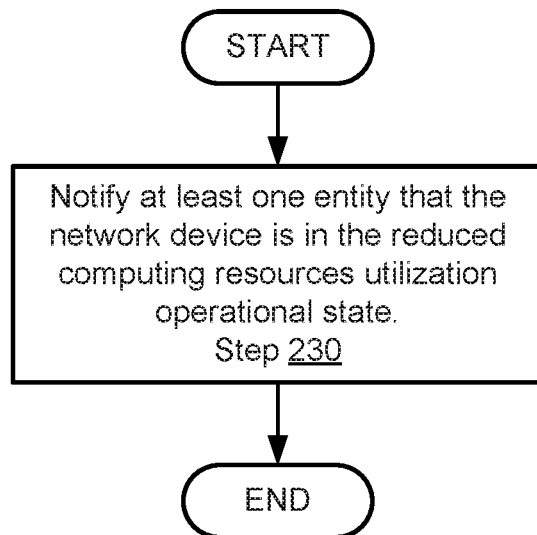 START
Notify at least one entity that the
network device is in the reduced
computing resources utilization
operational state.
Step 230
END